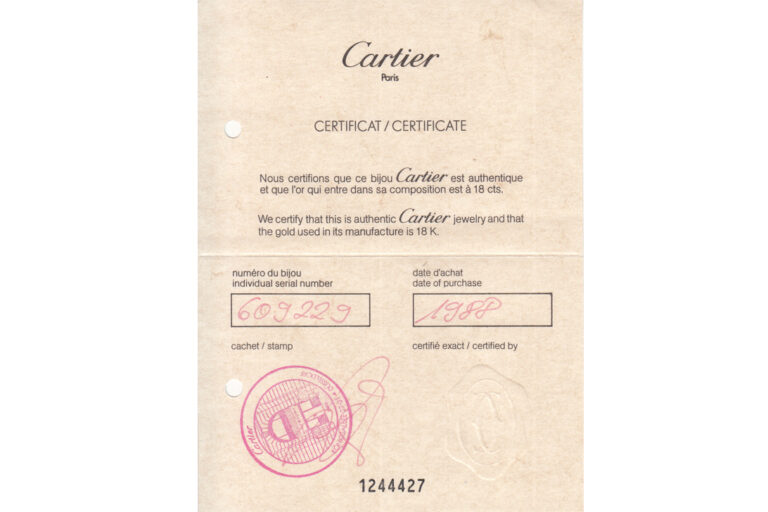 Cartier
Paris
CERTIFICAT / CERTIFICATE
Nous certifions que ce bijou Cartier est authentique
et que l'or qui entre dans sa composition est à 18 cts.
We certify that this is authentic Cartier jewelry and that
the gold used in its manufacture is 18 K.
numéro du bijou
individual serial number
date d'achat
date of purchase
609229
1988
cachet / stamp
certifié exact / certified by
Cartier
1244427